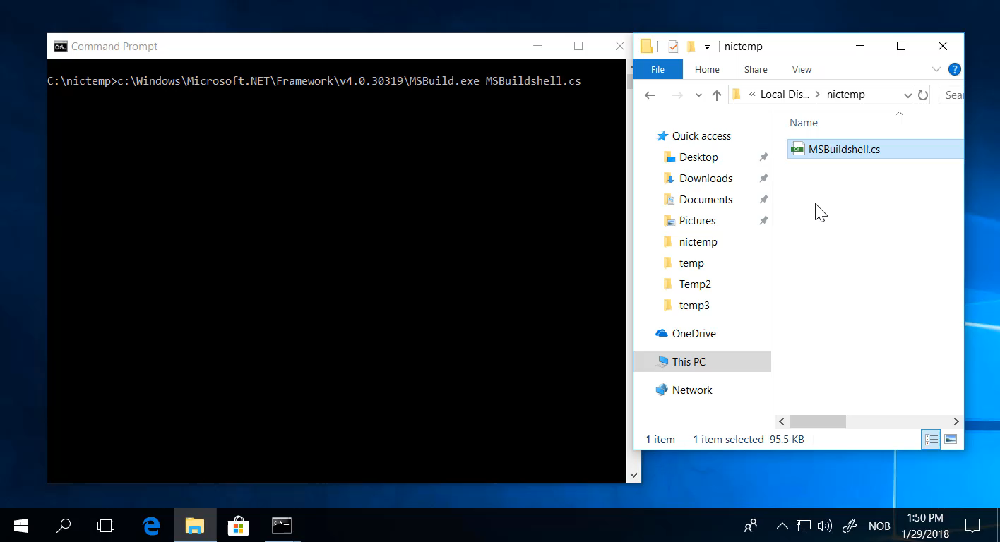 Command Prompt
C:\nictemp>c:\Windows\Microsoft.NET\Framework\v4.0.30319\MSBuild.exe MSBuildshell.cs
nictemp
File Home Share View
« Local Dis... > nictemp
Name
Quick access
MSBuildshell.cs
Desktop
Downloads
Documents
Pictures
nictemp
temp
Temp2
temp3
OneDrive
This PC
Network
1 item 1 item selected 95.5 KB
NOB
1:50 PM
1/29/2018